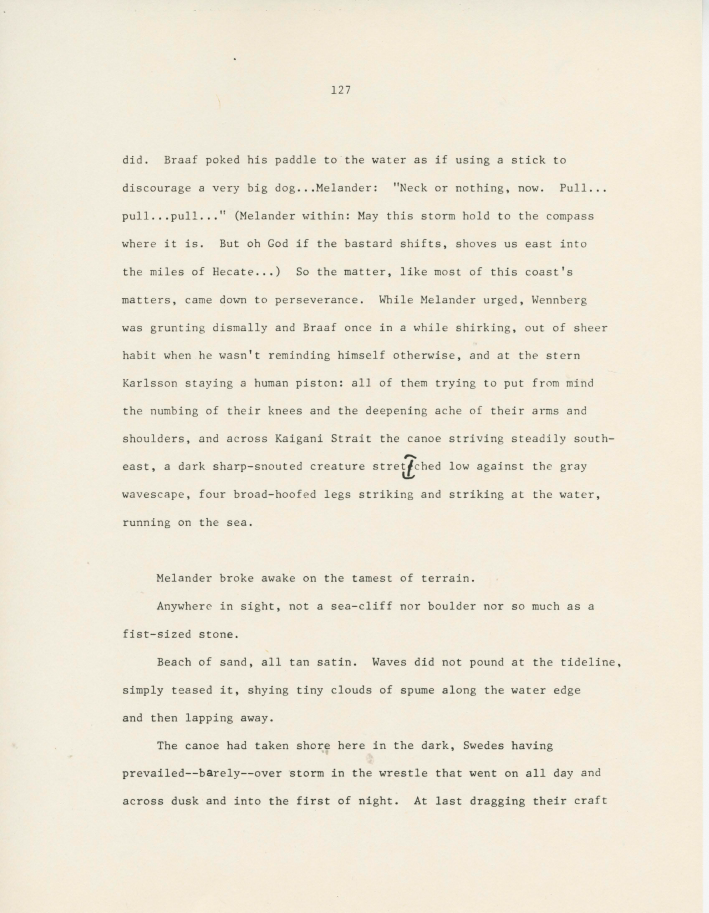 127
did.  Braaf poked his paddle to the water as if using a stick to
discourage a very big dog...Melander:  "Neck or nothing, now.  Pull...
pull...pull..." (Melander within: May this storm hold to the compass
where it is.  But oh God if the bastard shifts, shoves us east into
the miles of Hecate...)  So the matter, like most of this coast's
matters, came down to perseverance.  While Melander urged, Wennberg
was grunting dismally and Braaf once in a while shirking, out of sheer
habit when he wasn't reminding himself otherwise, and at the stern
Karlsson staying a human piston: all of them trying to put from mind
the numbing of their knees and the deepening ache of their arms and
shoulders, and across Kaigani Strait the canoe striving steadily south-
east, a dark sharp-snouted creature stretched low against the gray
wavescape, four broad-hoofed legs striking and striking at the water,
running on the sea.
Melander broke awake on the tamest of terrain.
Anywhere in sight, not a sea-cliff nor boulder nor so much as a
fist-sized stone.
Beach of sand, all tan satin.  Waves did not pound at the tideline,
simply teased it, shying tiny clouds of spume along the water edge
and then lapping away.
The canoe had taken shore here in the dark, Swedes having
prevailed--barely--over storm in the wrestle that went on all day and
across dusk and into the first of night.  At last dragging their craft